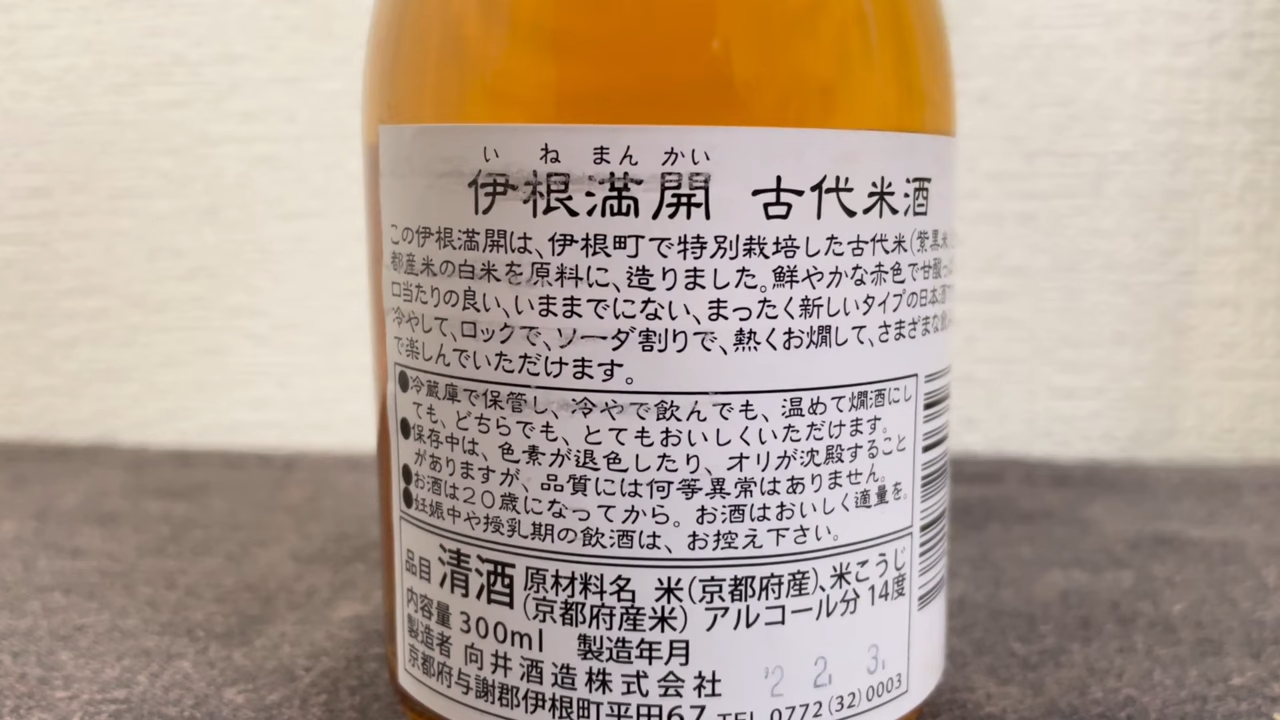 いねまんかい
伊根満開 古代米酒
この伊根満開は、伊根町で特別栽培した古代米(紫黒米
都産米の白米を原料に、造りました。鮮やかな赤色で甘酸っ
口当たりの良い、いままでにない、まったく新しいタイプの日本酒
冷やして、ロックで、ソーダ割りで、熱くお燗して、さまざまな飲み
で楽しんでいただけます。
●冷蔵庫で保管し、冷やで飲んでも、温めて燗酒にし
ても、どちらでも、とてもおいしくいただけます。
●保存中は、色素が退色したり、オリが沈殿すること
がありますが、品質には何等異常はありません。
●お酒は20歳になってから。お酒はおいしく適量を。
●妊娠中や授乳期の飲酒は、お控え下さい。
品目 清酒 原材料名 米(京都府産)、米こうじ
(京都府産米) アルコール分 14度
内容量 300ml 製造年月
製造者 向井酒造株式会社 '2 2, 3,
京都府与謝郡伊根町平田67 TEL 0772(32)0003